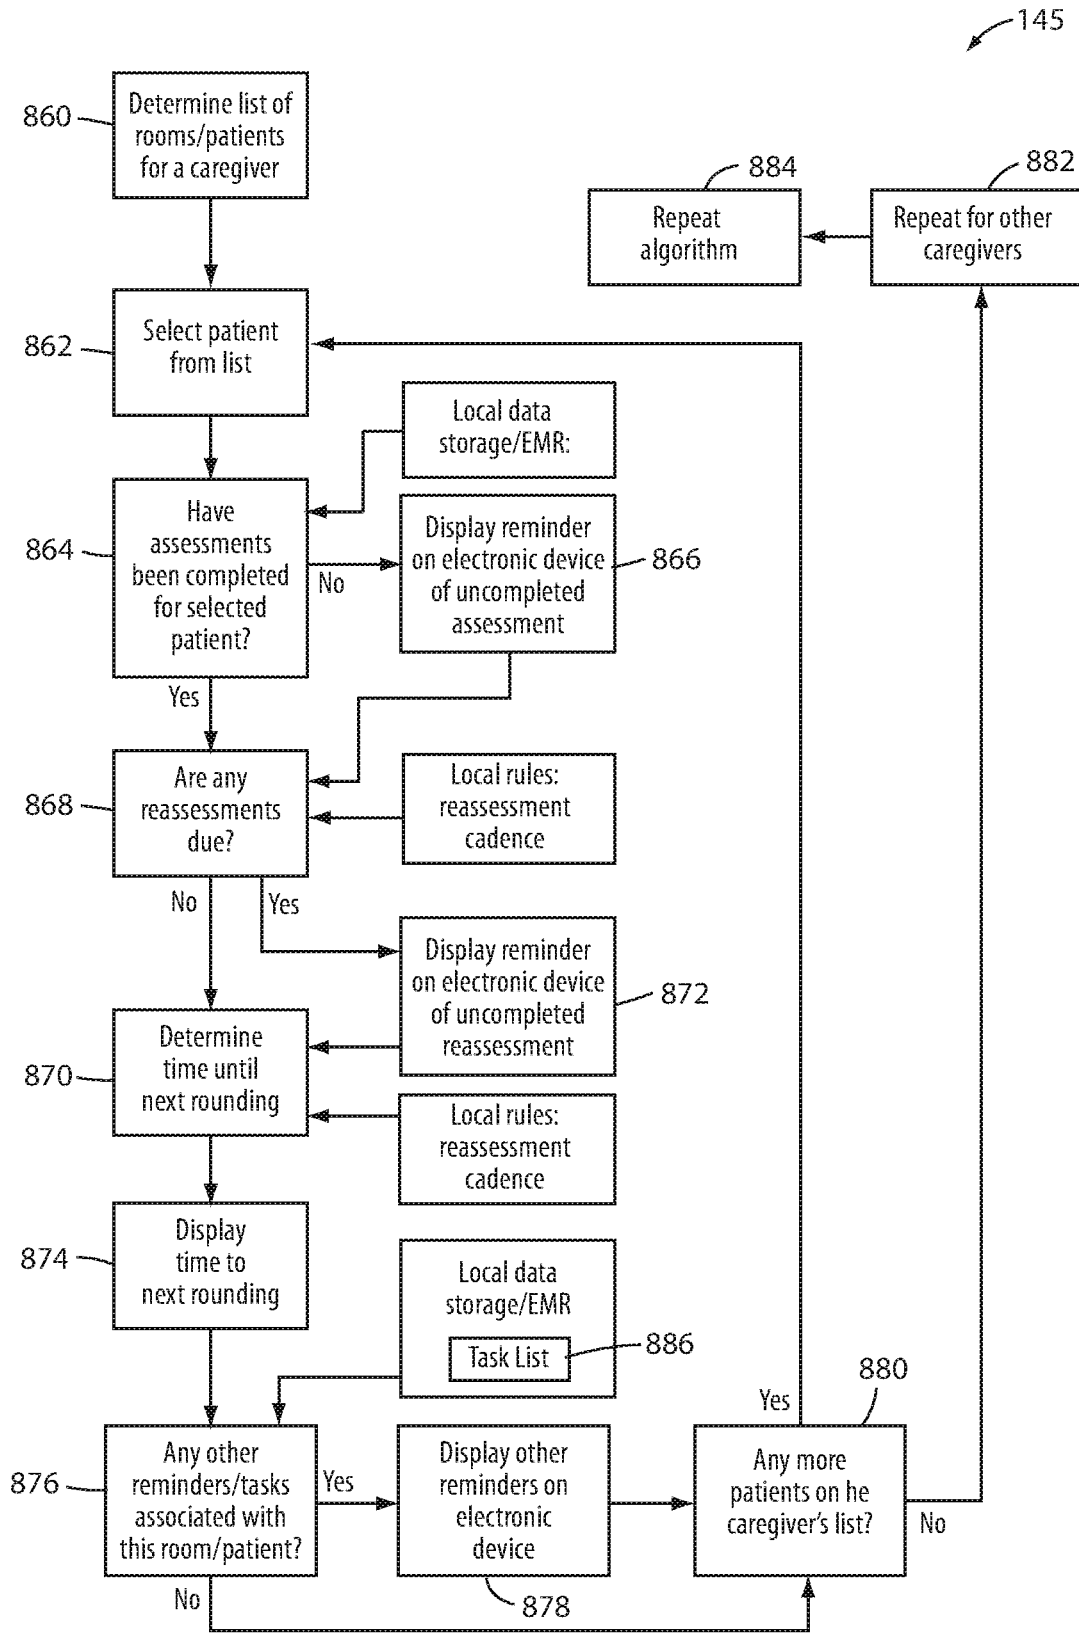 145
860
Determine list of
rooms/patients
for a caregiver
884
882
Repeat
algorithm
Repeat for other
caregivers
862
Select patient
from list
Local data
storage/EMR:
864
Have
assessments
been completed
for selected
patient?
No
Display reminder
on electronic device
of uncompleted
assessment
866
Yes
868
Are any
reassessments
due?
Local rules:
reassessment
cadence
No
Yes
Display reminder
on electronic device
of uncompleted
reassessment
872
870
Determine
time until
next rounding
Local rules:
reassessment
cadence
874
Display
time to
next rounding
Local data
storage/EMR
Task List
886
880
Yes
876
Any other
reminders/tasks
associated with
this room/patient?
Yes
Display other
reminders on
electronic
device
Any more
patients on he
caregiver's list?
No
No
878